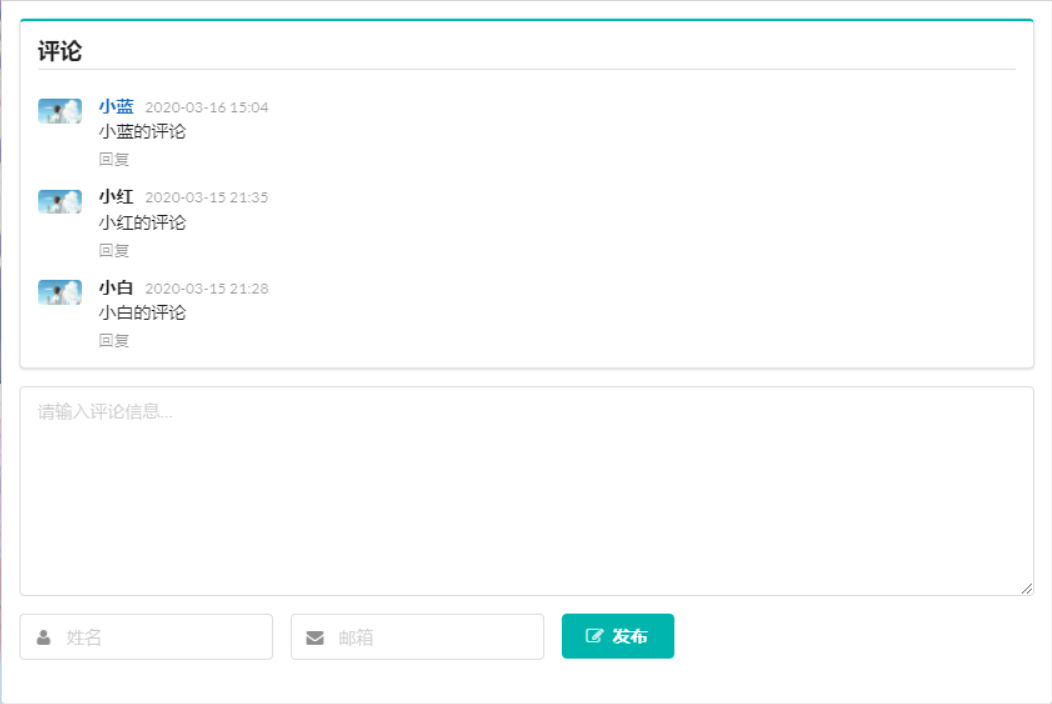 评论
小蓝 2020-03-16 15:04
小蓝的评论
回复
小红 2020-03-15 21:35
小红的评论
回复
小白 2020-03-15 21:28
小白的评论
回复
请输入评论信息...
姓名 邮箱 发布